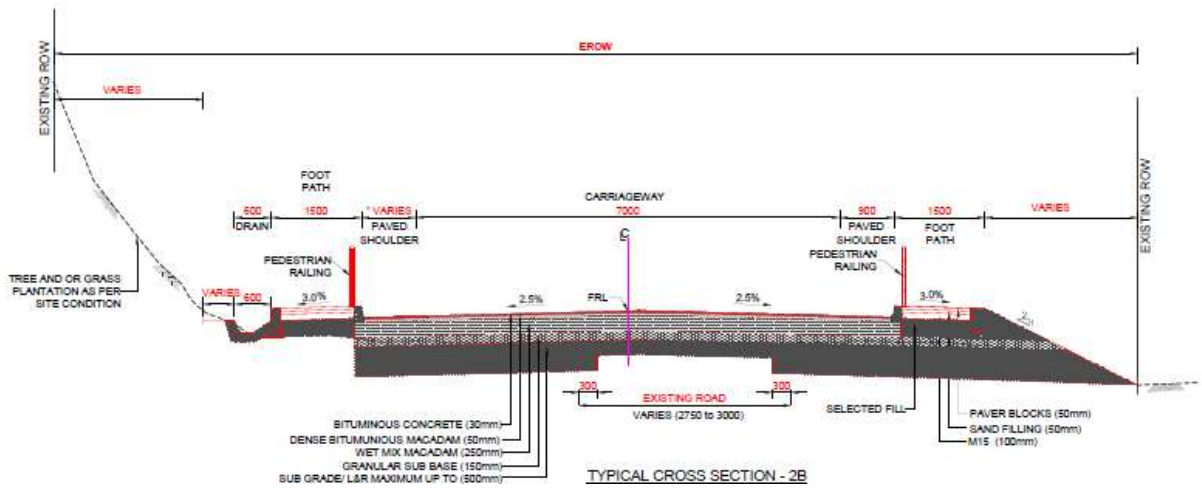 EROW
EXISTING ROW
VARIES
EXISTING ROW
FOOT
PATH
CARRIAGEWAY
600
1500
* VARIES
7000
900
1500
VARIES
DRAIN
PAVED
SHOULDER
PAVED
SHOULDER
FOOT
PATH
PEDESTRIAN
RAILING
PEDESTRIAN
RAILING
TREE AND OR GRASS
PLANTATION AS PER
SITE CONDITION
VARIES
600
3.0%
2.5%
FRL
2.5%
3.0%
300
300
EXISTING ROAD
VARIES (2750 to 3000)
SELECTED FILL
PAVER BLOCKS (50mm)
SAND FILLING (50mm)
M15 (100mm)
BITUMINOUS CONCRETE (30mm)
DENSE BITUMUNIOUS MACADAM (50mm)
WET MIX MACADAM (250mm)
GRANULAR SUB BASE (150mm)
SUB GRADE/ L&R MAXIMUM UP TO (500mm)
TYPICAL CROSS SECTION - 2B